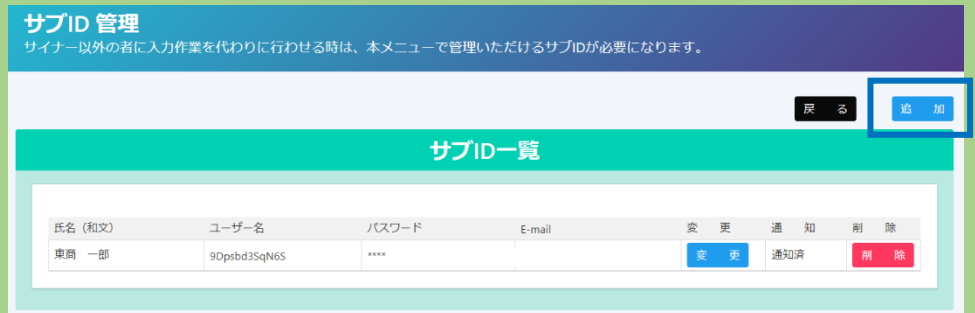 サブID 管理
サイナー以外の者に入力作業を代わりに行わせる時は、本メニューで管理いただけるサブIDが必要になります。
戻 る 追 加
サブID一覧
氏名（和文） ユーザー名 パスワード E-mail 変 更 通 知 削 除
東商 一郎 9Dpsbd3SqN6S **** 変 更 通知済 削 除